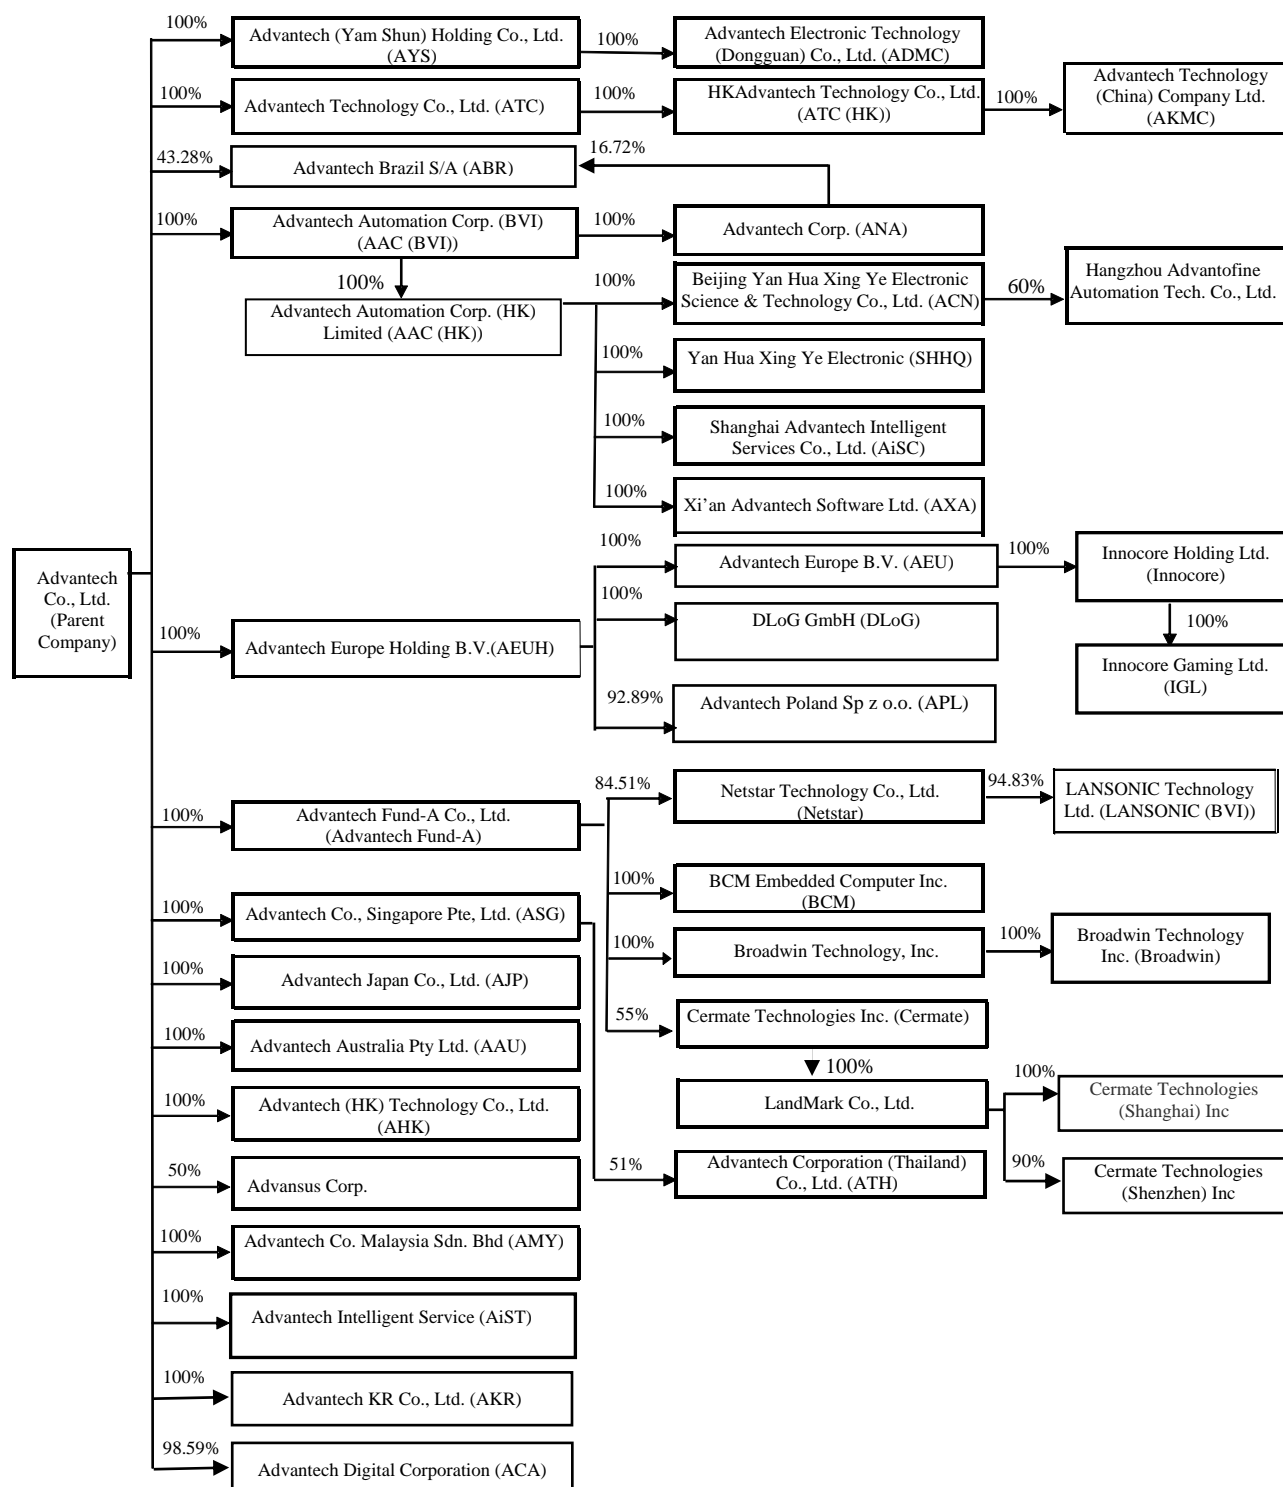 100%
Advantech (Yam Shun) Holding Co., Ltd.
(AYS)
100%
Advantech Electronic Technology
(Dongguan) Co., Ltd. (ADMC)
100%
Advantech Technology Co., Ltd. (ATC)
100%
HKAdvantech Technology Co., Ltd.
(ATC (HK))
100%
Advantech Technology
(China) Company Ltd.
(AKMC)
43.28%
Advantech Brazil S/A (ABR)
16.72%
100%
Advantech Automation Corp. (BVI)
(AAC (BVI))
100%
Advantech Corp. (ANA)
100%
Advantech Automation Corp. (HK)
Limited (AAC (HK))
100%
Beijing Yan Hua Xing Ye Electronic
Science & Technology Co., Ltd. (ACN)
60%
Hangzhou Advantofine
Automation Tech. Co., Ltd.
100%
Yan Hua Xing Ye Electronic (SHHQ)
100%
Shanghai Advantech Intelligent
Services Co., Ltd. (AiSC)
100%
Xi’an Advantech Software Ltd. (AXA)
Advantech
Co., Ltd.
(Parent
Company)
100%
Advantech Europe Holding B.V.(AEUH)
100%
Advantech Europe B.V. (AEU)
100%
Innocore Holding Ltd.
(Innocore)
100%
Innocore Gaming Ltd.
(IGL)
100%
DLoG GmbH (DLoG)
92.89%
Advantech Poland Sp z o.o. (APL)
100%
Advantech Fund-A Co., Ltd.
(Advantech Fund-A)
84.51%
Netstar Technology Co., Ltd.
(Netstar)
94.83%
LANSONIC Technology
Ltd. (LANSONIC (BVI))
100%
BCM Embedded Computer Inc.
(BCM)
100%
Broadwin Technology, Inc.
100%
Broadwin Technology
Inc. (Broadwin)
55%
Cermate Technologies Inc. (Cermate)
100%
LandMark Co., Ltd.
100%
Cermate Technologies
(Shanghai) Inc
90%
Cermate Technologies
(Shenzhen) Inc
100%
Advantech Co., Singapore Pte, Ltd. (ASG)
51%
Advantech Corporation (Thailand)
Co., Ltd. (ATH)
100%
Advantech Japan Co., Ltd. (AJP)
100%
Advantech Australia Pty Ltd. (AAU)
100%
Advantech (HK) Technology Co., Ltd.
(AHK)
50%
Advansus Corp.
100%
Advantech Co. Malaysia Sdn. Bhd (AMY)
100%
Advantech Intelligent Service (AiST)
100%
Advantech KR Co., Ltd. (AKR)
98.59%
Advantech Digital Corporation (ACA)